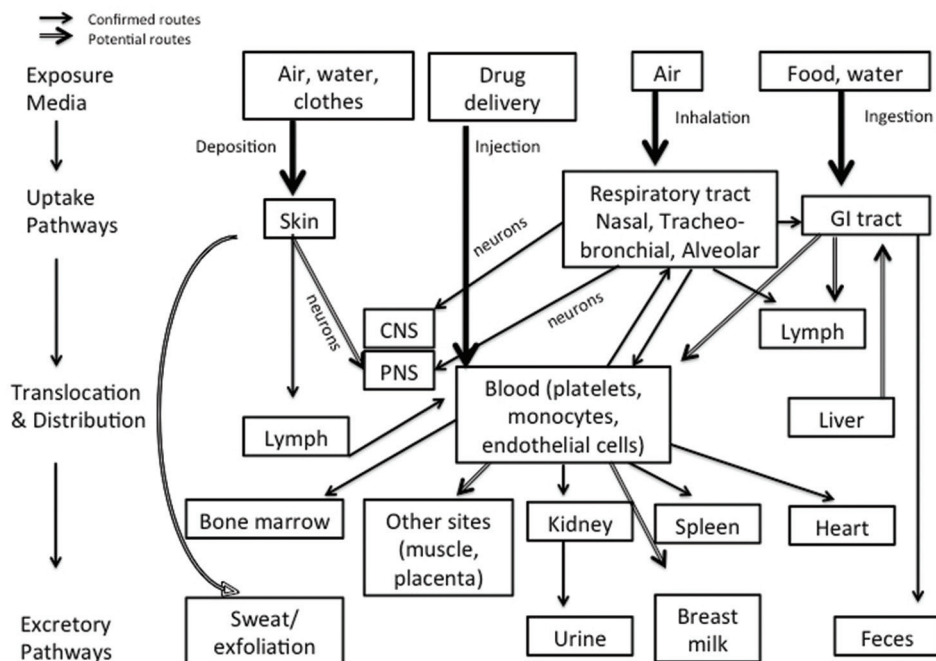 Confirmed routes
Potential routes
Exposure
Media
Air, water,
clothes
Drug
delivery
Air
Food, water
Deposition
Injection
Inhalation
Ingestion
Uptake
Pathways
Skin
Respiratory tract
Nasal, Tracheo-
bronchial, Alveolar
GI tract
neurons
neurons
neurons
CNS
PNS
Lymph
Translocation
& Distribution
Blood (platelets,
monocytes,
endothelial cells)
Lymph
Liver
Bone marrow
Other sites
(muscle,
placenta)
Kidney
Spleen
Heart
Excretory
Pathways
Sweat/
exfoliation
Urine
Breast
milk
Feces